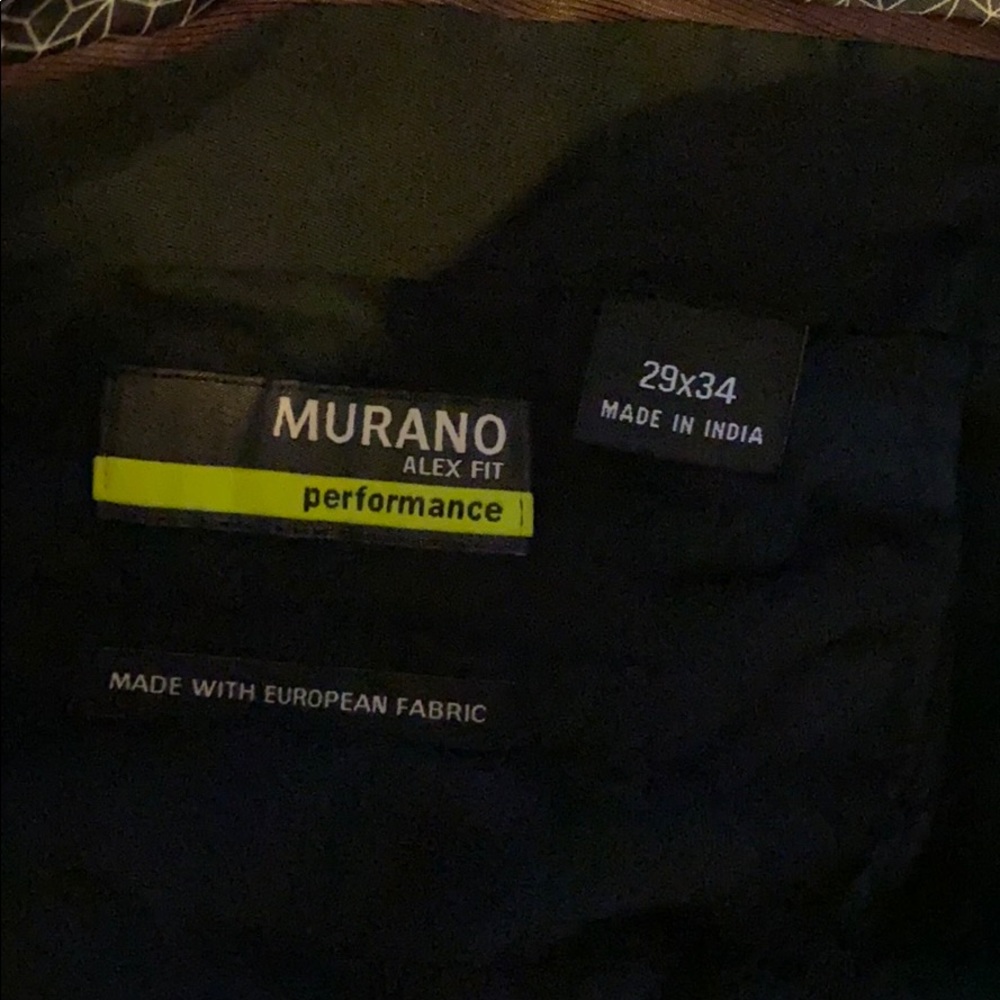 MURANO
ALEX FIT
performance
29x34
MADE IN INDIA
MADE WITH EUROPEAN FABRIC